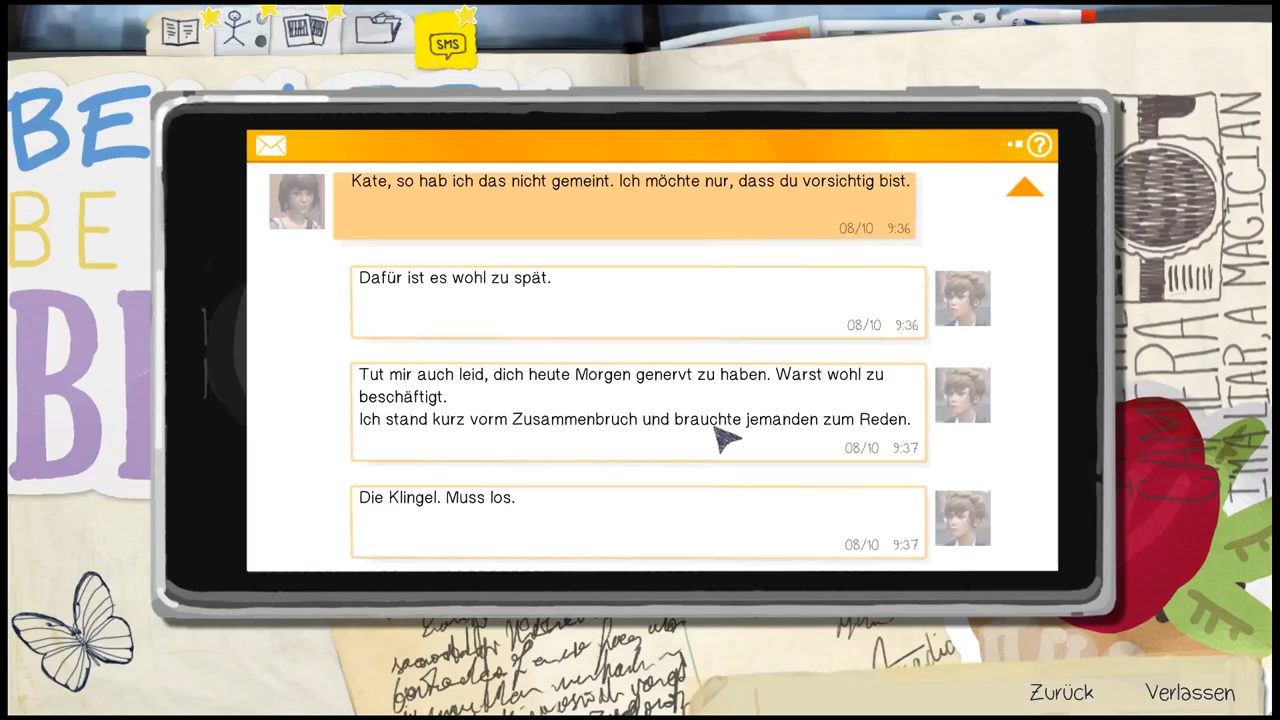 SMS
BE
BE
Kate, so hab ich das nicht gemeint. Ich möchte nur, dass du vorsichtig bist.
08/10 9:36
Dafür ist es wohl zu spät.
08/10 9:36
Tut mir auch leid, dich heute Morgen genervt zu haben. Warst wohl zu
beschäftigt.
Ich stand kurz vorm Zusammenbruch und brauchte jemanden zum Reden.
08/10 9:37
Die Klingel. Muss los.
08/10 9:37
CAMERA
LIAR, A MAGICIAN
Zurück
Verlassen